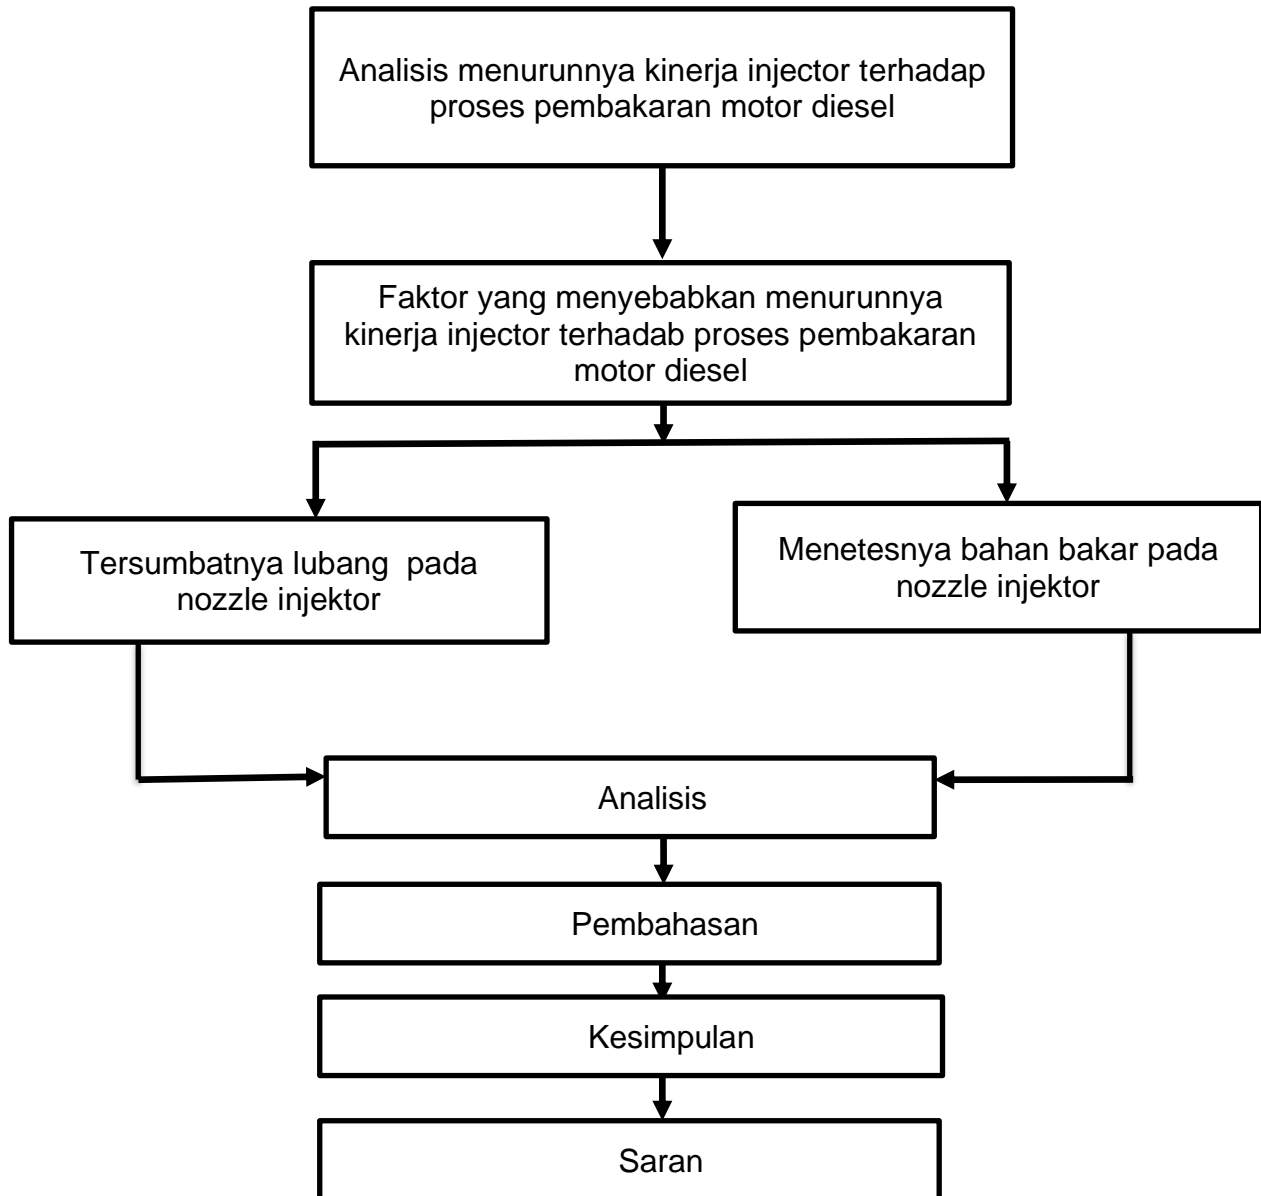 Analisis menurunnya kinerja injector terhadap
proses pembakaran motor diesel
Faktor yang menyebabkan menurunnya
kinerja injector terhadab proses pembakaran
motor diesel
Tersumbatnya lubang  pada
nozzle injektor
Menetesnya bahan bakar pada
nozzle injektor
Analisis
Pembahasan
Kesimpulan
Saran